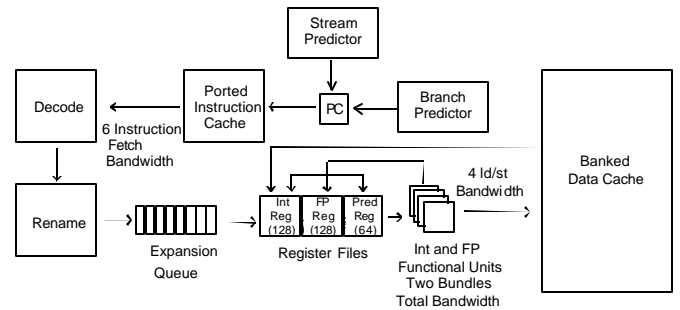 Stream
Predictor
Decode
Ported
Instruction
Cache
PC
Branch
Predictor
6 Instruction
Fetch
Bandwidth
4 ld/st
Bandwidth
Banked
Data Cache
Rename
Expansion
Queue
Int
Reg
(128)
FP
Reg
(128)
Pred
Reg
(64)
Register Files
Int and FP
Functional Units
Two Bundles
Total Bandwidth